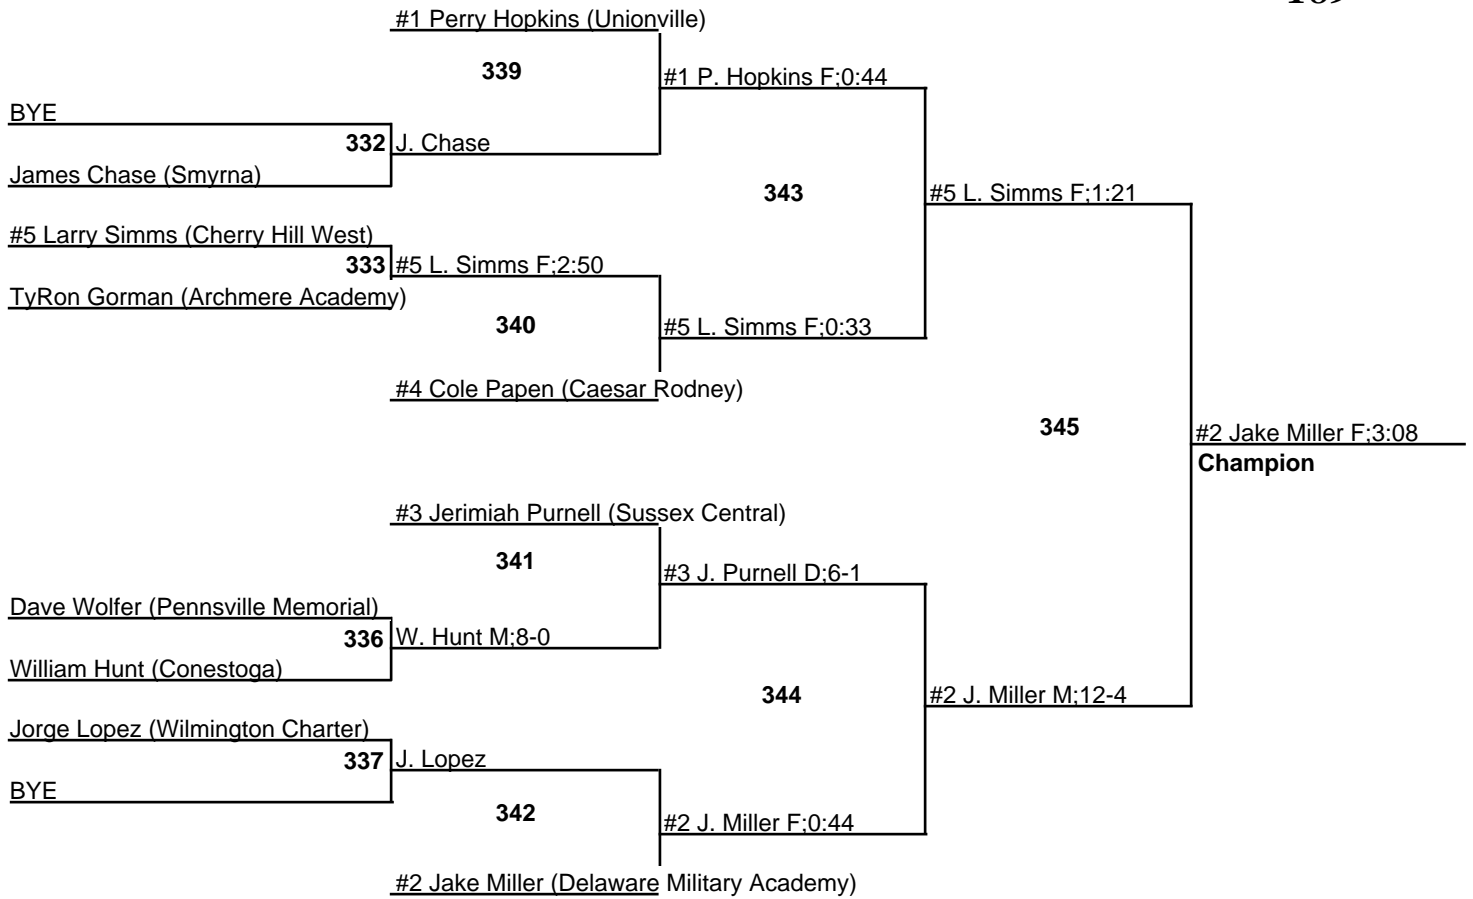 #1 Perry Hopkins (Unionville)
339
#1 P. Hopkins F;0:44
BYE
332 J. Chase
James Chase (Smyrna)
343
#5 L. Simms F;1:21
#5 Larry Simms (Cherry Hill West)
333 #5 L. Simms F;2:50
TyRon Gorman (Archmere Academy)
340
#5 L. Simms F;0:33
#4 Cole Papen (Caesar Rodney)
345
#2 Jake Miller F;3:08
Champion
#3 Jerimiah Purnell (Sussex Central)
341
#3 J. Purnell D;6-1
Dave Wolfer (Pennsville Memorial)
336 W. Hunt M;8-0
William Hunt (Conestoga)
344
#2 J. Miller M;12-4
Jorge Lopez (Wilmington Charter)
337 J. Lopez
BYE
342
#2 J. Miller F;0:44
#2 Jake Miller (Delaware Military Academy)